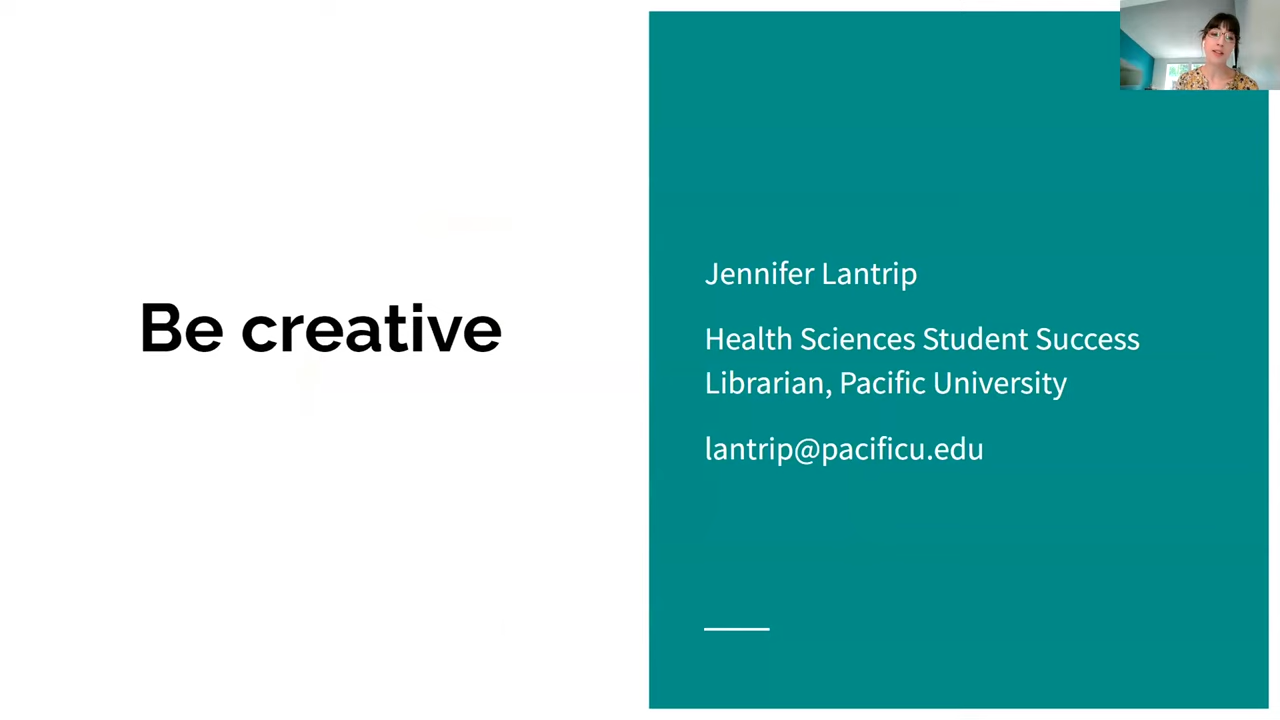 Be creative
Jennifer Lantrip
Health Sciences Student Success
Librarian, Pacific University
lantrip@pacificu.edu